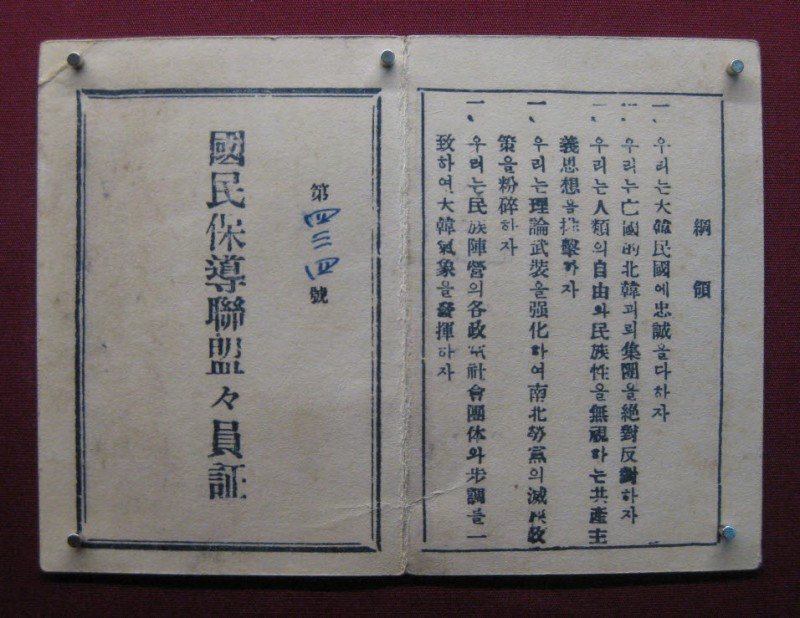 綱領
一、우리는大韓民國에忠誠을다하자
一、우리는亡國的北韓괴뢰集團을絕對反對하자
一、우리는人類의自由와民族性을無視하는共產主
義思想을排擊하자
一、우리는理論武裝을强化하여南北勞黨의滅族政
策을粉碎하자
一、우리는民族陣營의各政黨社會團体와步調를一
致하여大韓氣象을發揮하자
第四三四號
國民保導聯盟々員証